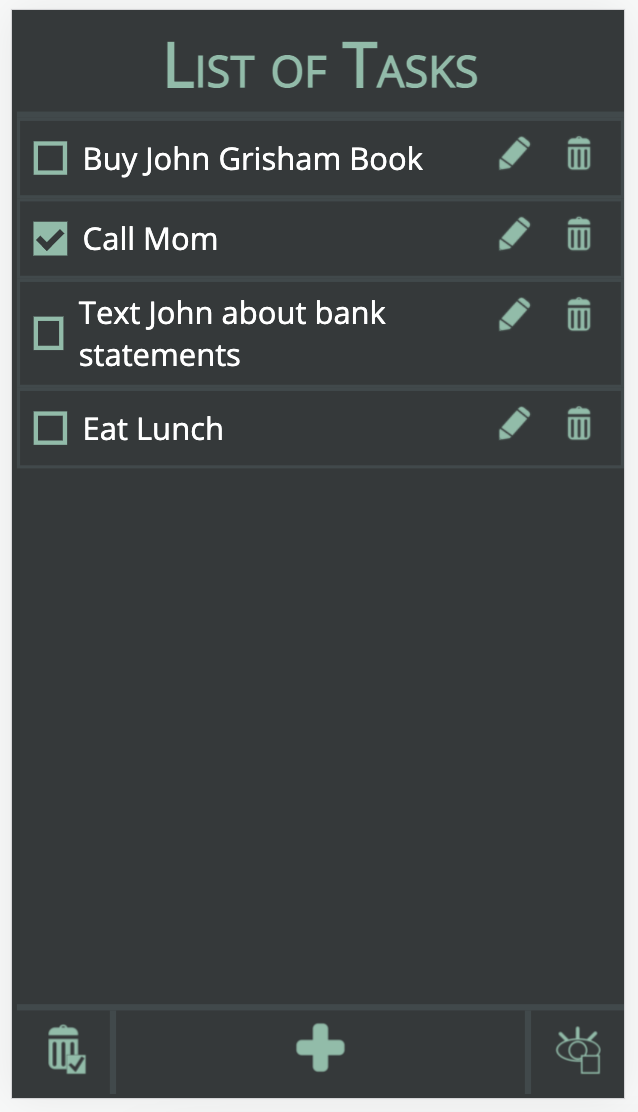 List of Tasks
Buy John Grisham Book
Call Mom
Text John about bank
statements
Eat Lunch